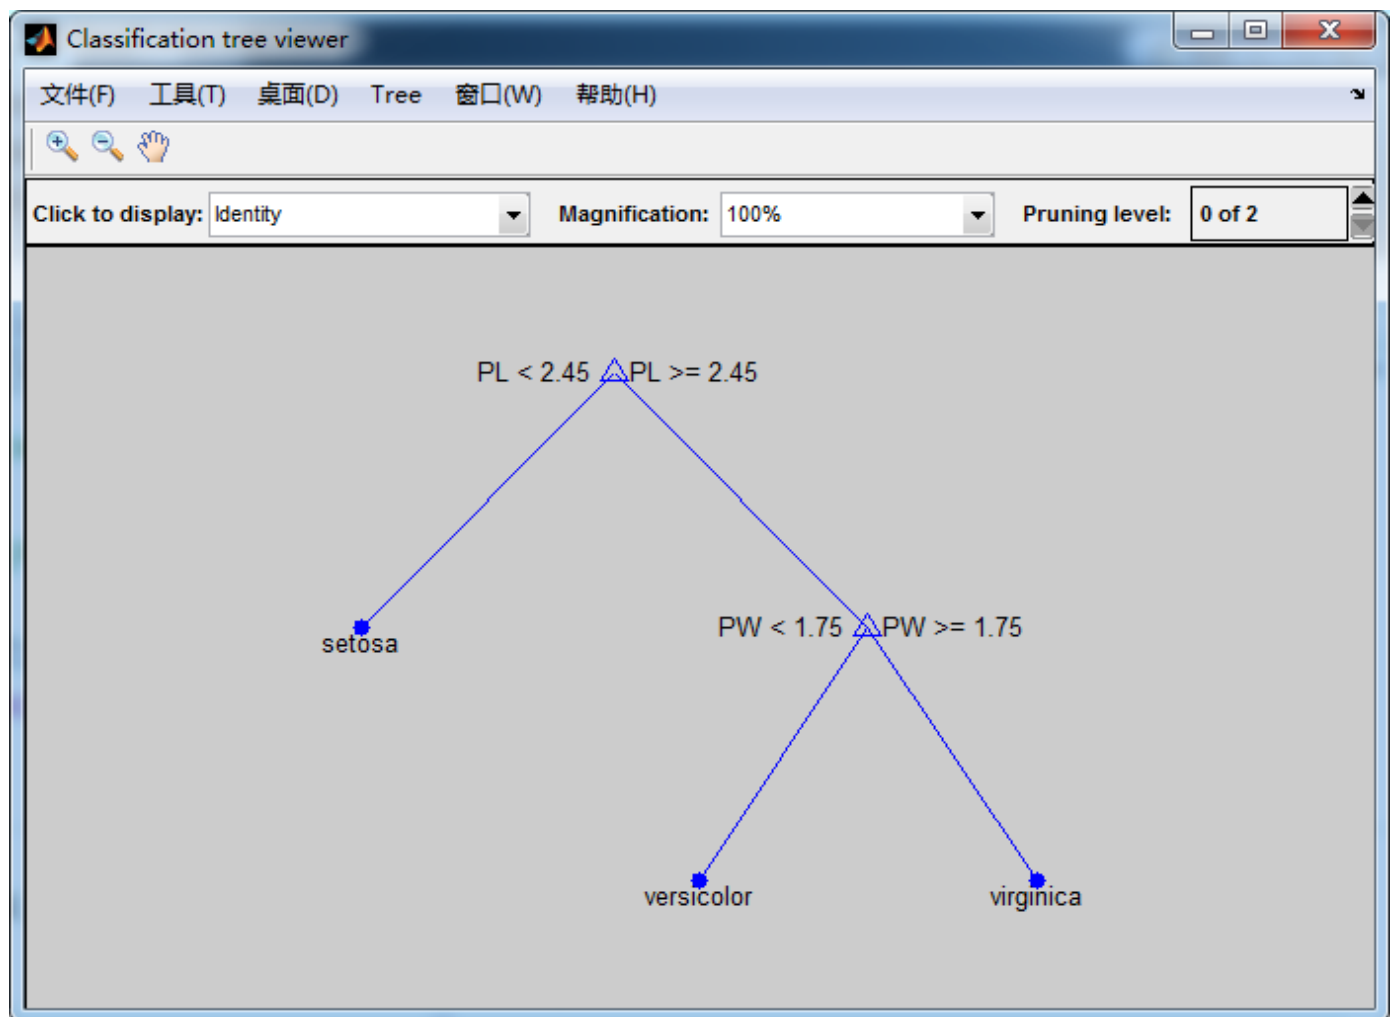 Classification tree viewer
文件(F) 工具(T) 桌面(D) Tree 窗口(W) 帮助(H)
Click to display: Identity Magnification: 100% Pruning level: 0 of 2
PL < 2.45 PL >= 2.45
setosa
PW < 1.75 PW >= 1.75
versicolor
virginica